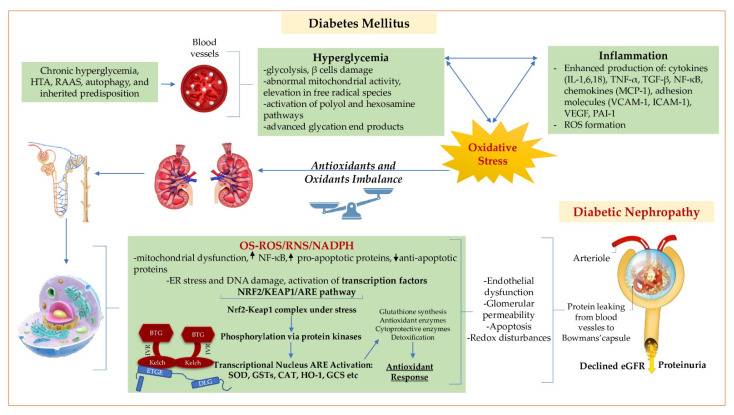 Diabetes Mellitus
Blood
vessels
Chronic hyperglycemia,
HTA, RAAS, autophagy, and
inherited predisposition
Hyperglycemia
-glycolysis, β cells damage
-abnormal mitochondrial activity,
elevation in free radical species
-activation of polyol and hexosamine
pathways
-advanced glycation end products
Inflammation
- Enhanced production of: cytokines
(IL-1,6,18), TNF-α, TGF-β, NF-κB,
chemokines (MCP-1), adhesion
molecules (VCAM-1, ICAM-1),
VEGF, PAI-1
- ROS formation
Oxidative
Stress
Antioxidants and
Oxidants Imbalance
Diabetic Nephropathy
OS-ROS/RNS/NADPH
-mitochondrial dysfunction, NF-κB, pro-apoptotic proteins, anti-apoptotic
proteins
-ER stress and DNA damage, activation of transcription factors
NRF2/KEAP1/ARE pathway
Nrf2-Keap1 complex under stress
Phosphorylation via protein kinases
Transcriptional Nucleus ARE Activation:
SOD, GSTs, CAT, HO-1, GCS etc
BTG
BTG
IVR
IVR
Kelch
Kelch
ETGE
DLG
Glutathione synthesis
Antioxidant enzymes
Cytoprotective enzymes
Detoxification
Antioxidant
Response
-Endothelial
dysfunction
-Glomerular
permeability
-Apoptosis
-Redox disturbances
Arteriole
Protein leaking from
blood vessles to
Bowmans'capsule
Declined eGFR
Proteinuria